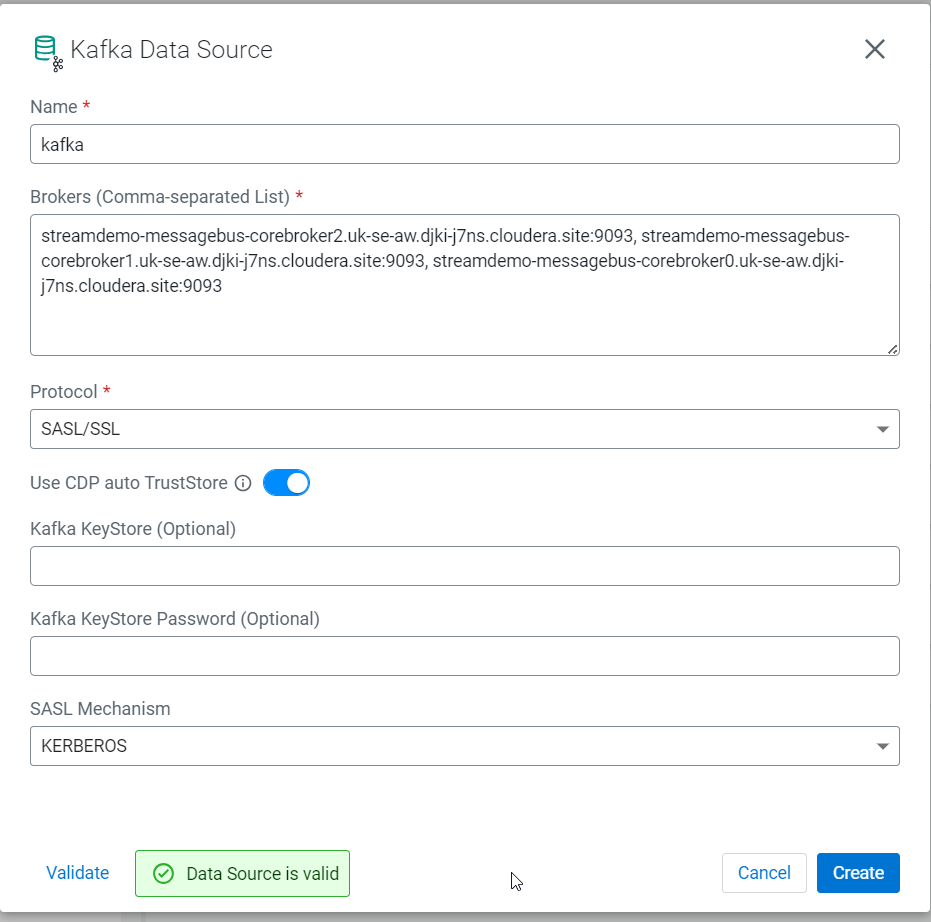 Kafka Data Source
Name *
kafka
Brokers (Comma-separated List) *
streamdemo-messagebus-corebroker2.uk-se-aw.djki-j7ns.cloudera.site:9093, streamdemo-messagebus-
corebroker1.uk-se-aw.djki-j7ns.cloudera.site:9093, streamdemo-messagebus-corebroker0.uk-se-aw.djki-
j7ns.cloudera.site:9093
Protocol *
SASL/SSL
Use CDP auto TrustStore
Kafka KeyStore (Optional)
Kafka KeyStore Password (Optional)
SASL Mechanism
KERBEROS
Validate
Data Source is valid
Cancel
Create